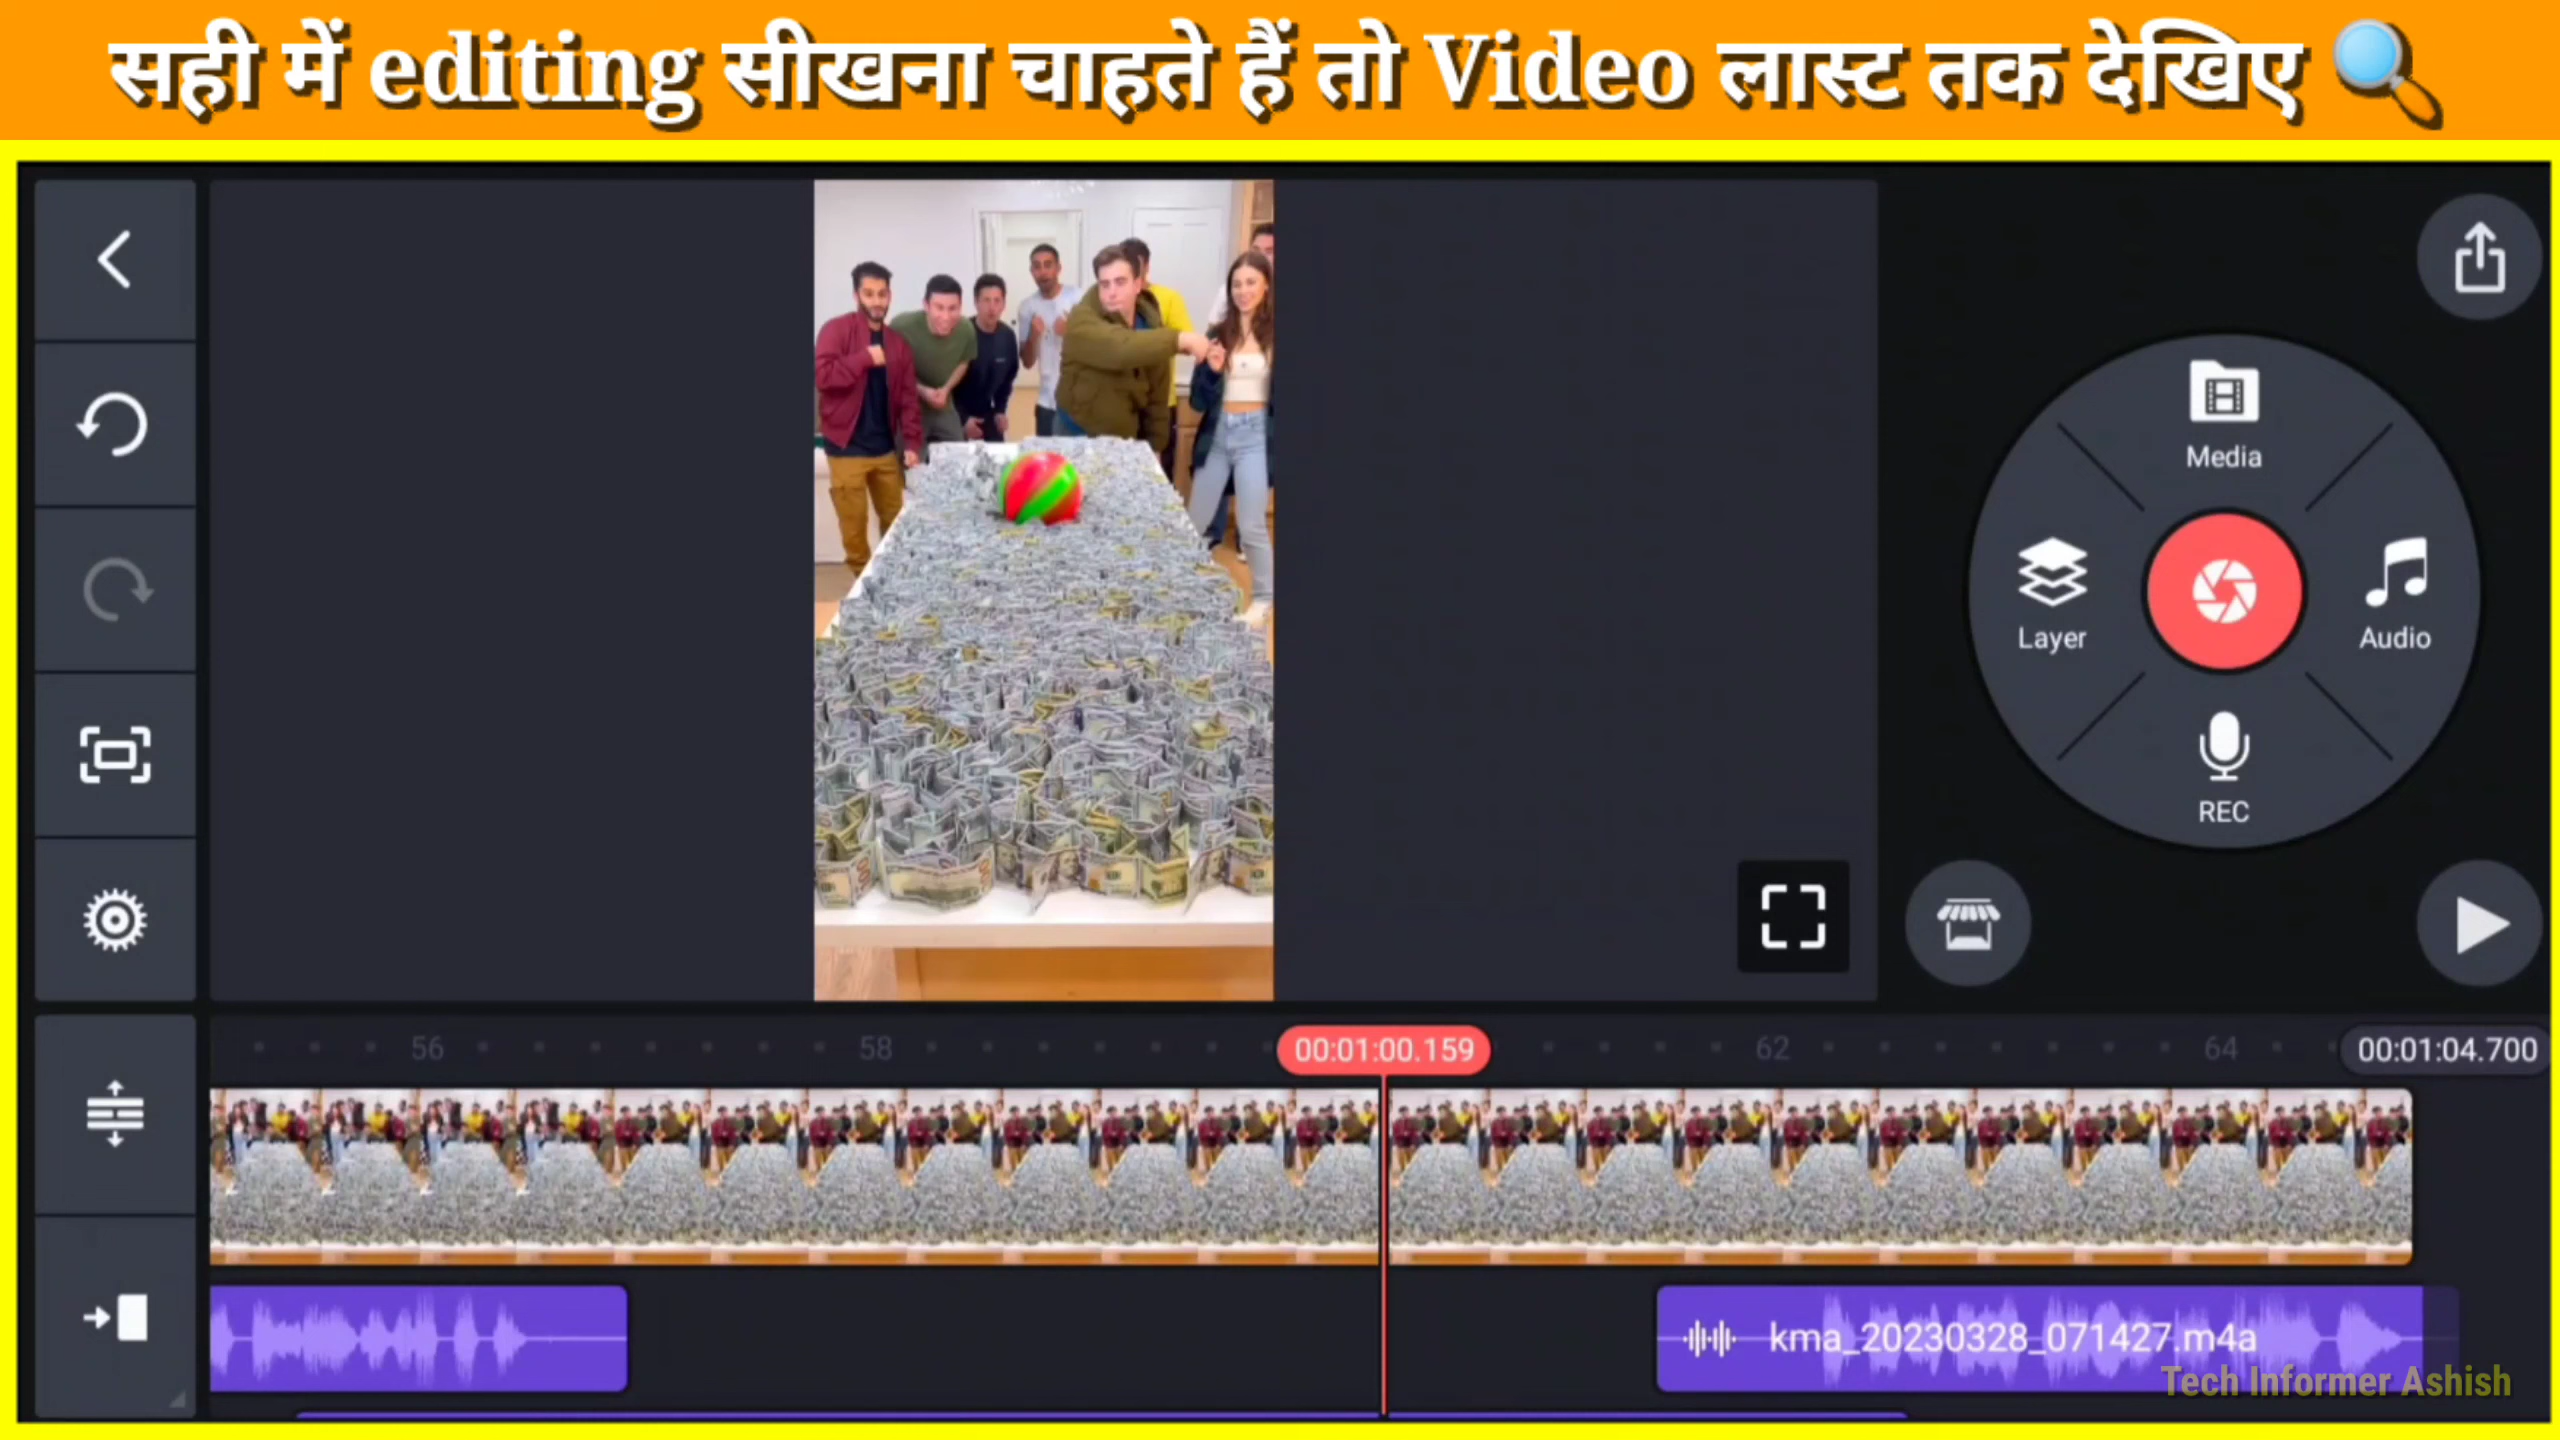 सही में editing सीखना चाहते हैं तो Video लास्ट तक देखिए
Media
Layer
Audio
REC
56
58
00:01:00.159
62
64
00:01:04.700
kma_20230328_071427.m4a
Tech Informer Ashish